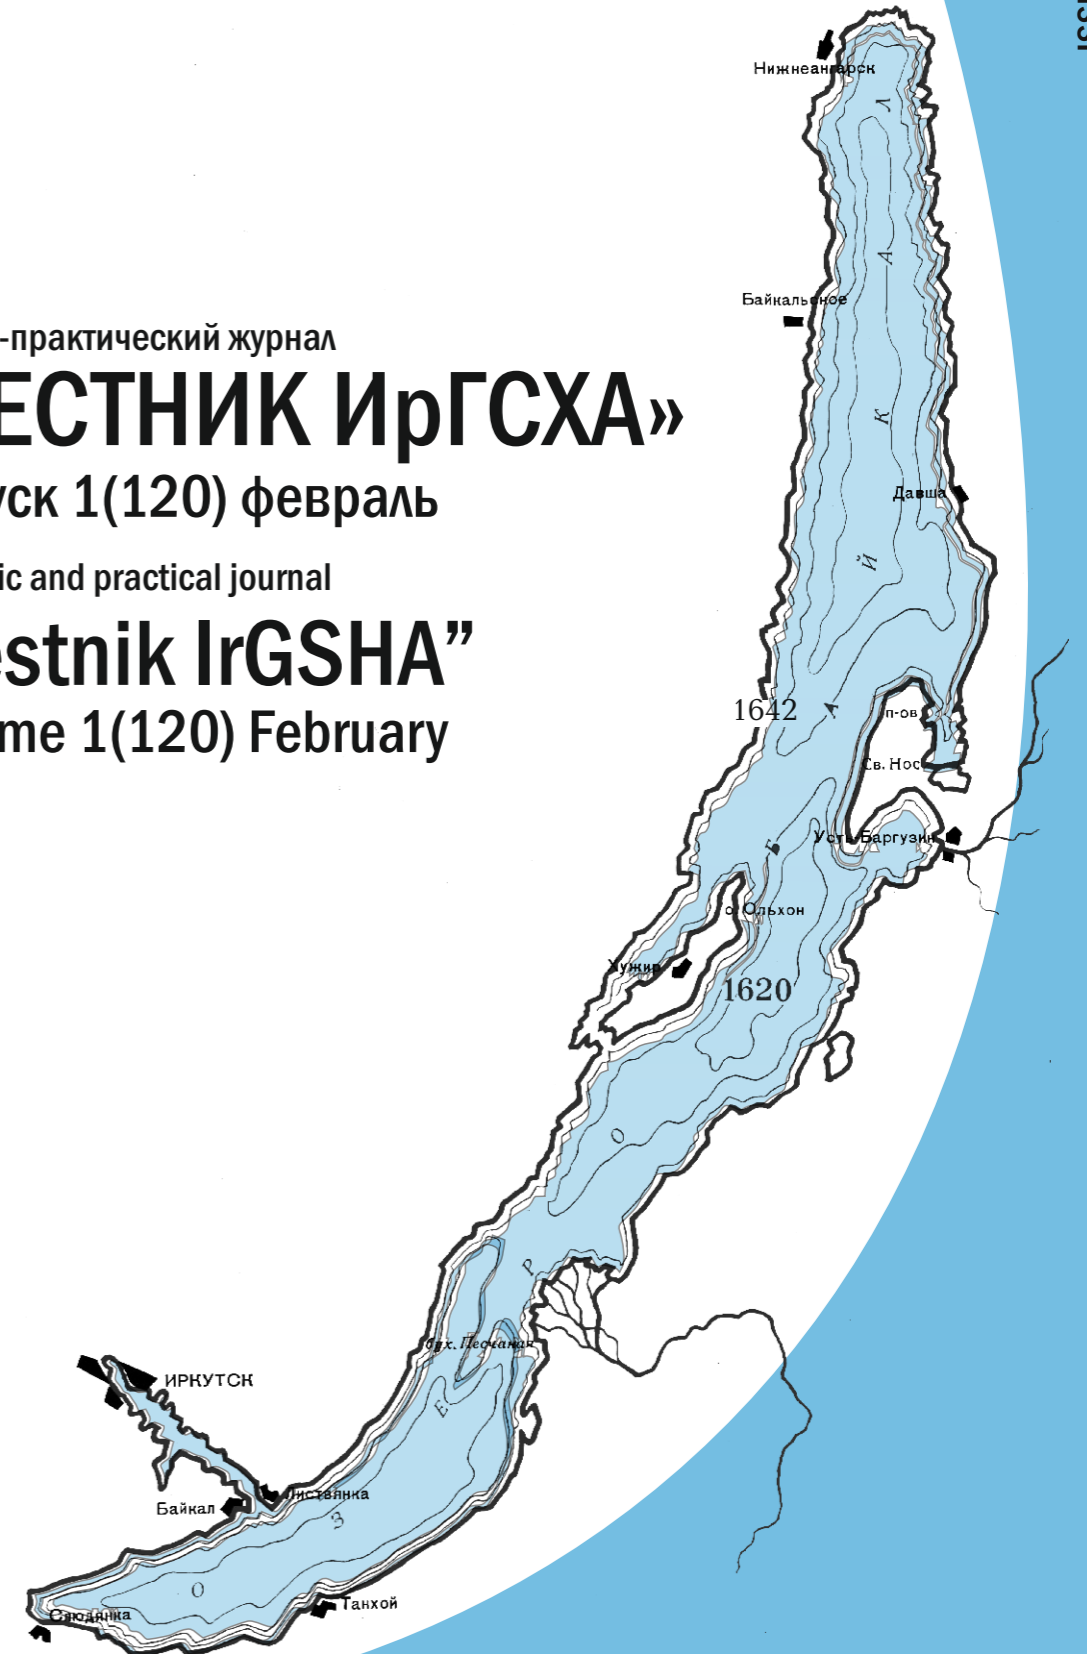 -практический журнал
ЕСТНИК ИрГСХА»
уск 1(120) февраль
ic and practical journal
estnik IrGSHA”
me 1(120) February
Нижнеангарск
Байкальское
Давша
1642
п-ов
Св. Нос
Усть-Баргузин
о. Ольхон
Хужир
1620
бух. Песчаная
ИРКУТСК
Листвянка
Байкал
Танхой
Слюдянка
О З Е Р О Б А Й К А Л